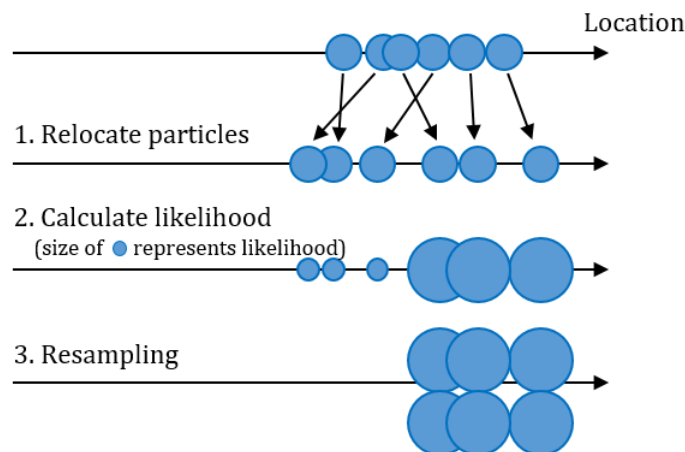 Location
1. Relocate particles
2. Calculate likelihood
(size of represents likelihood)
3. Resampling